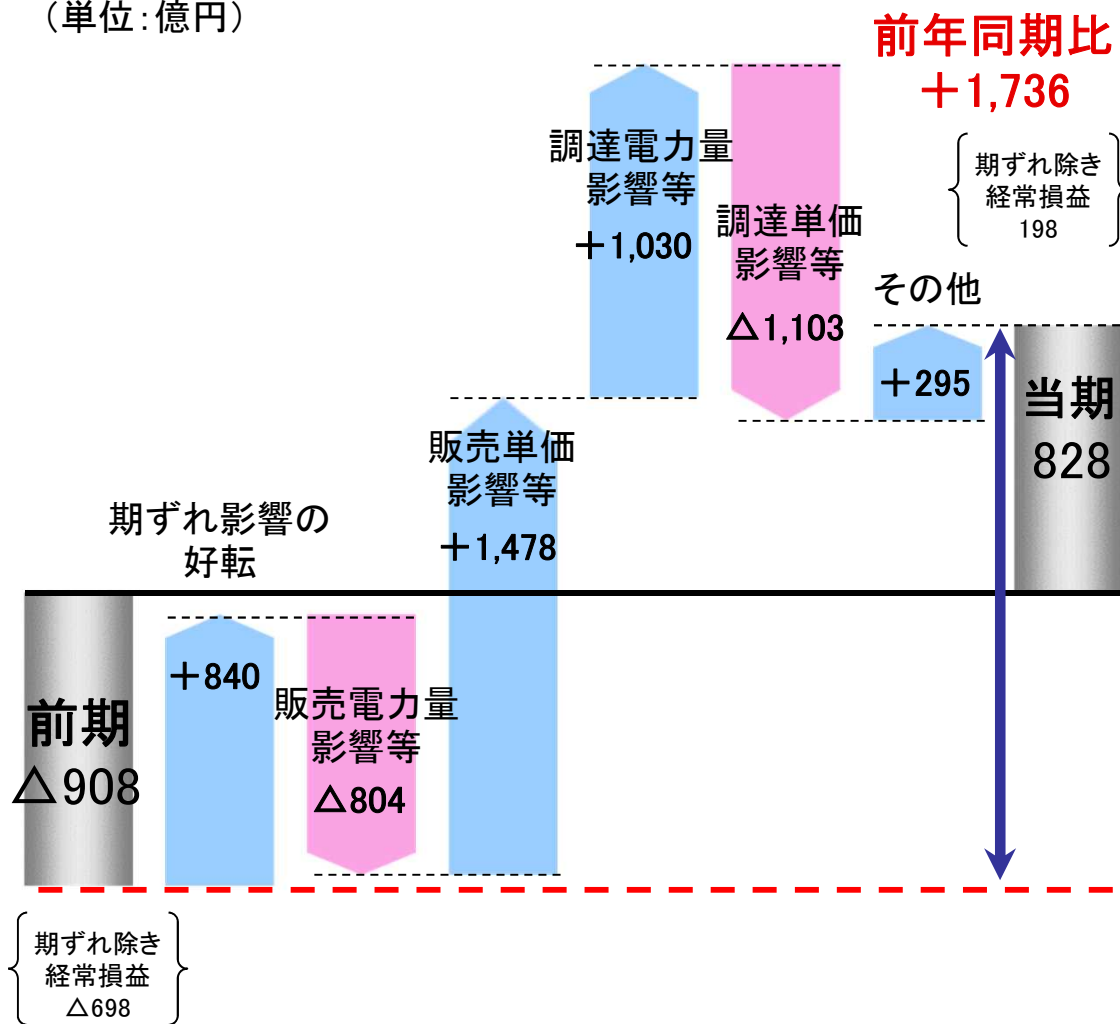 （単位：億円）
前年同期比
＋1,736
期ずれ除き
経常損益
198
調達電力量
影響等
＋1,030
調達単価
影響等
△1,103
その他
＋295
当期
828
販売単価
影響等
＋1,478
期ずれ影響の
好転
＋840
販売電力量
影響等
△804
前期
△908
期ずれ除き
経常損益
△698